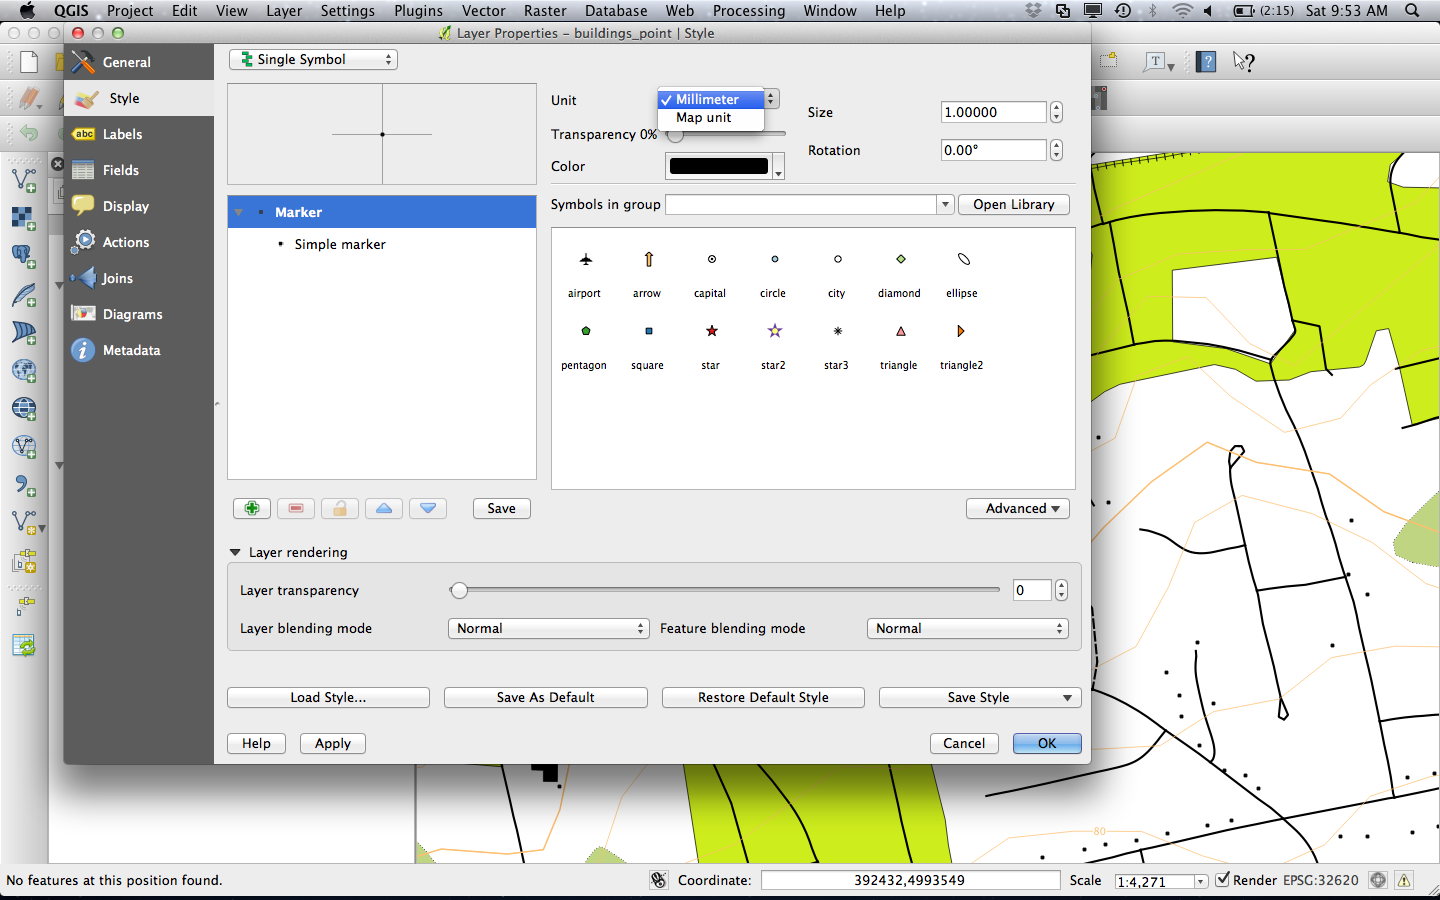 QGIS Project Edit View Layer Settings Plugins Vector Raster Database Web Processing Window Help (2:15) Sat 9:53 AM
Layer Properties – buildings_point | Style
General
Style
abc Labels
Fields
Display
Actions
Joins
Diagrams
i Metadata
Single Symbol
Unit
Millimeter
Map unit
Size 1.00000
Transparency 0%
Rotation 0.00°
Color
Marker
Simple marker
Symbols in group Open Library
airport arrow capital circle city diamond ellipse
pentagon square star star2 star3 triangle triangle2
Save
Advanced
Layer rendering
Layer transparency 0
Layer blending mode Normal Feature blending mode Normal
Load Style... Save As Default Restore Default Style Save Style
Help Apply Cancel OK
T
?
?
80
No features at this position found. Coordinate: 392432,4993549 Scale 1:4,271 Render EPSG:32620